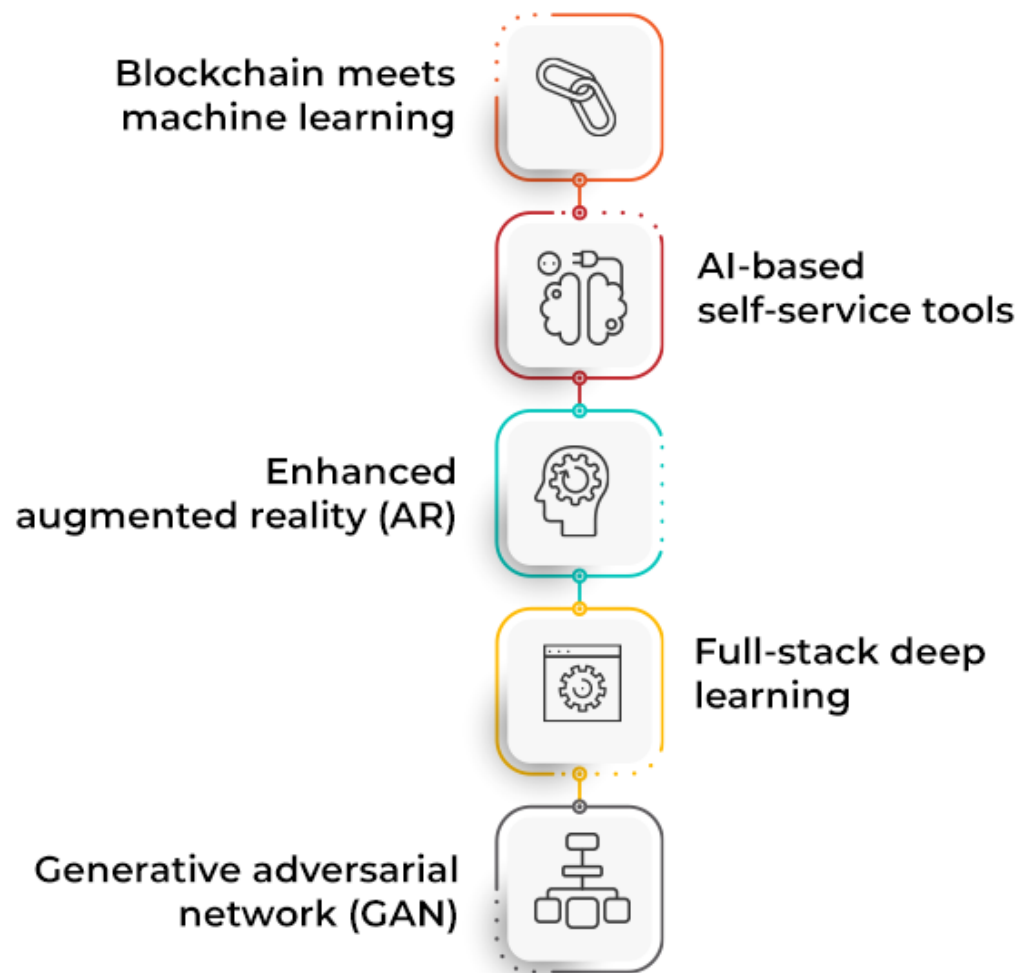 Blockchain meets
machine learning
AI-based
self-service tools
Enhanced
augmented reality (AR)
Full-stack deep
learning
Generative adversarial
network (GAN)